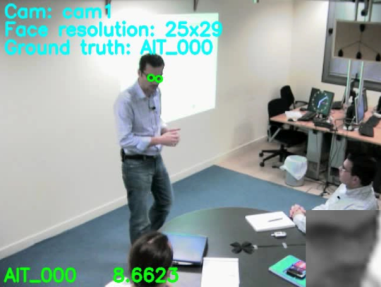 Cam: cam1
Face resolution: 25x29
Ground truth: AIT_000
AIT_000 8.6623